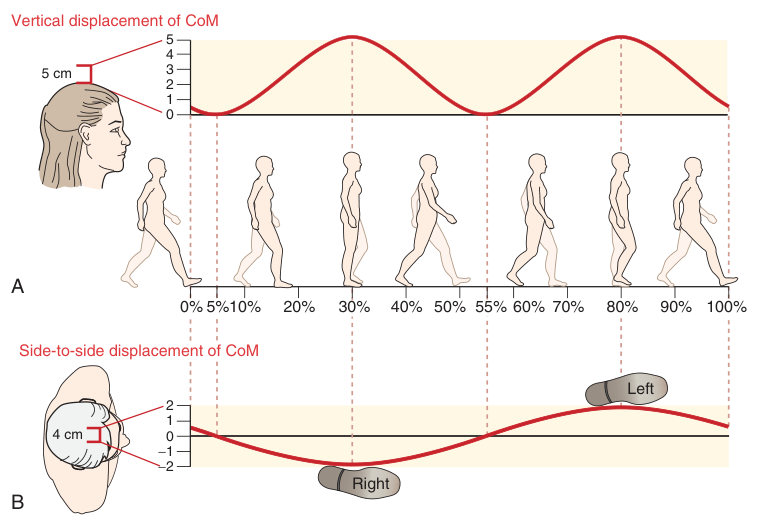 Vertical displacement of CoM
5
4
3
2
1
0
5 cm
A
0% 5% 10% 20% 30% 40% 50% 55% 60% 70% 80% 90% 100%
Side-to-side displacement of CoM
Left
2
1
0
–1
–2
4 cm
Right
B